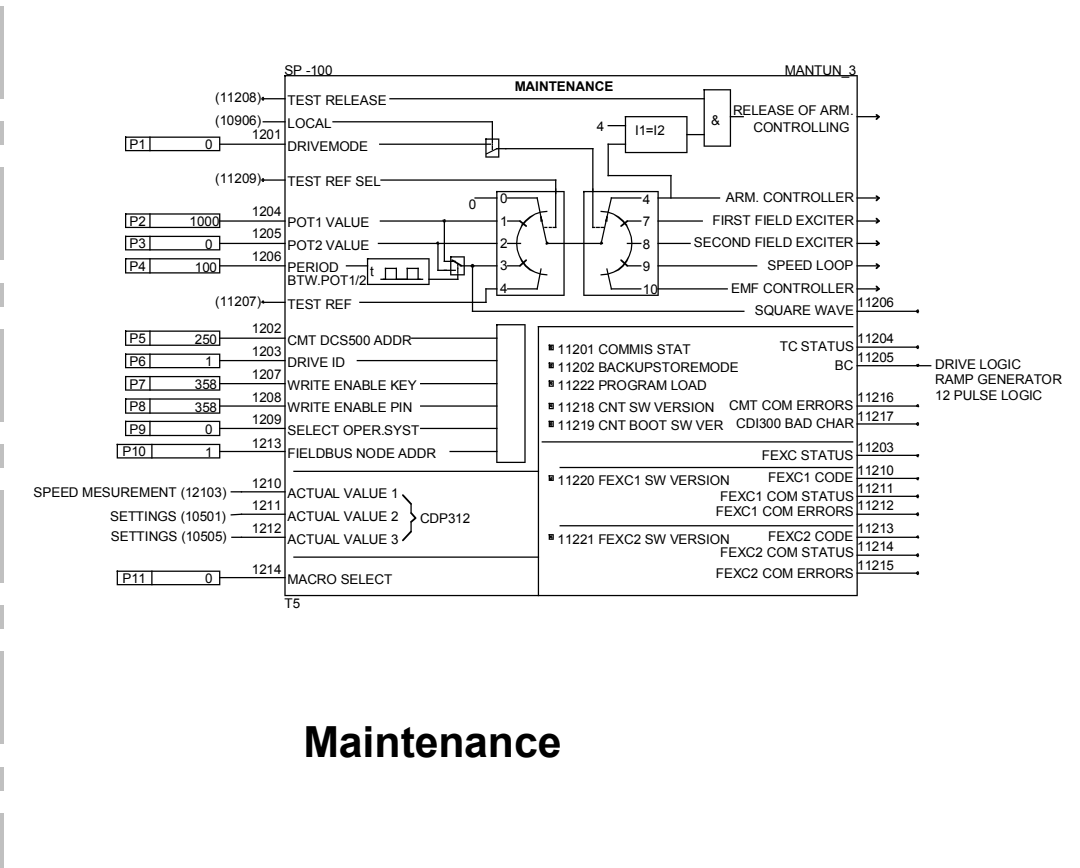 SP -100 MANTUN_3
MAINTENANCE
(11208) TEST RELEASE
(10906) LOCAL
P1 0 1201 DRIVEMODE
4 I1=I2 &
RELEASE OF ARM.
CONTROLLING
(11209) TEST REF SEL
P2 1000 1204 POT1 VALUE
P3 0 1205 POT2 VALUE
P4 100 1206 PERIOD
BTW.POT1/2
t
(11207) TEST REF
0
0
1
2
3
4
4 ARM. CONTROLLER
7 FIRST FIELD EXCITER
8 SECOND FIELD EXCITER
9 SPEED LOOP
10 EMF CONTROLLER
SQUARE WAVE 11206
P5 250 1202 CMT DCS500 ADDR
P6 1 1203 DRIVE ID
P7 358 1207 WRITE ENABLE KEY
P8 358 1208 WRITE ENABLE PIN
P9 0 1209 SELECT OPER.SYST
P10 1 1213 FIELDBUS NODE ADDR
11201 COMMIS STAT
11202 BACKUPSTOREMODE
11222 PROGRAM LOAD
11218 CNT SW VERSION
11219 CNT BOOT SW VER
TC STATUS 11204
BC 11205
DRIVE LOGIC
RAMP GENERATOR
12 PULSE LOGIC
CMT COM ERRORS 11216
CDI300 BAD CHAR 11217
FEXC STATUS 11203
11220 FEXC1 SW VERSION FEXC1 CODE 11210
FEXC1 COM STATUS 11211
FEXC1 COM ERRORS 11212
11221 FEXC2 SW VERSION FEXC2 CODE 11213
FEXC2 COM STATUS 11214
FEXC2 COM ERRORS 11215
SPEED MESUREMENT (12103) 1210 ACTUAL VALUE 1
SETTINGS (10501) 1211 ACTUAL VALUE 2 CDP312
SETTINGS (10505) 1212 ACTUAL VALUE 3
P11 0 1214 MACRO SELECT
T5
Maintenance